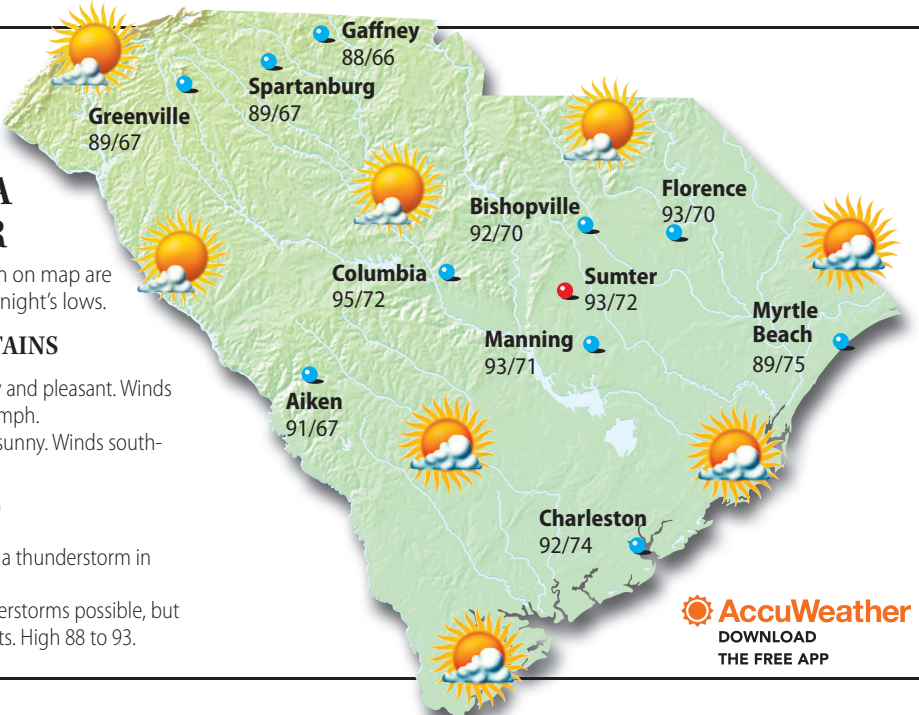 A
R
n on map are
night's lows.
TAINS
y and pleasant. Winds
mph.
sunny. Winds south-
a thunderstorm in
erstorms possible, but
ts. High 88 to 93.
Gaffney
88/66
Spartanburg
89/67
Greenville
89/67
Bishopville
92/70
Florence
93/70
Columbia
95/72
Sumter
93/72
Manning
93/71
Myrtle
Beach
89/75
Aiken
91/67
Charleston
92/74
AccuWeather
DOWNLOAD
THE FREE APP